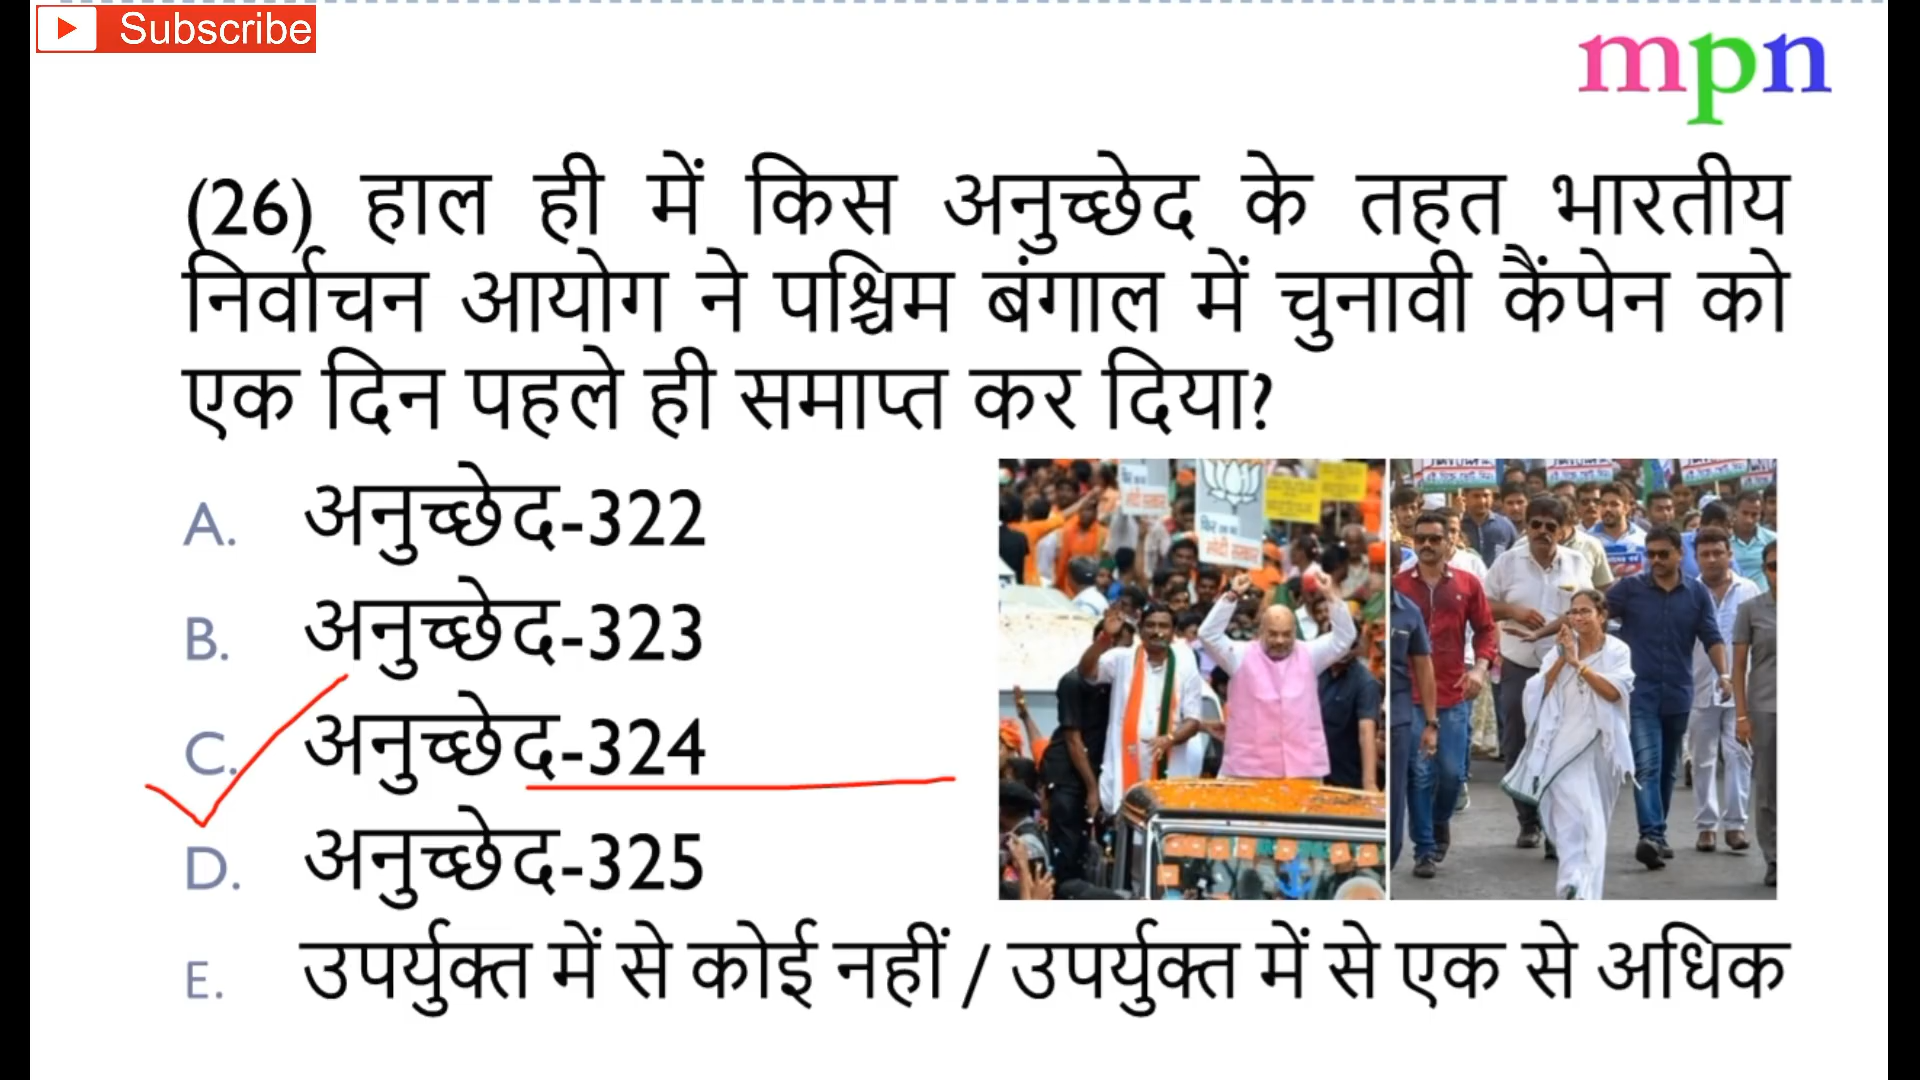 Subscribe
mpn
(26) हाल ही में किस अनुच्छेद के तहत भारतीय
निर्वाचन आयोग ने पश्चिम बंगाल में चुनावी कैंपेन को
एक दिन पहले ही समाप्त कर दिया?
A. अनुच्छेद-322
B. अनुच्छेद-323
C. अनुच्छेद-324
D. अनुच्छेद-325
E. उपर्युक्त में से कोई नहीं / उपर्युक्त में से एक से अधिक